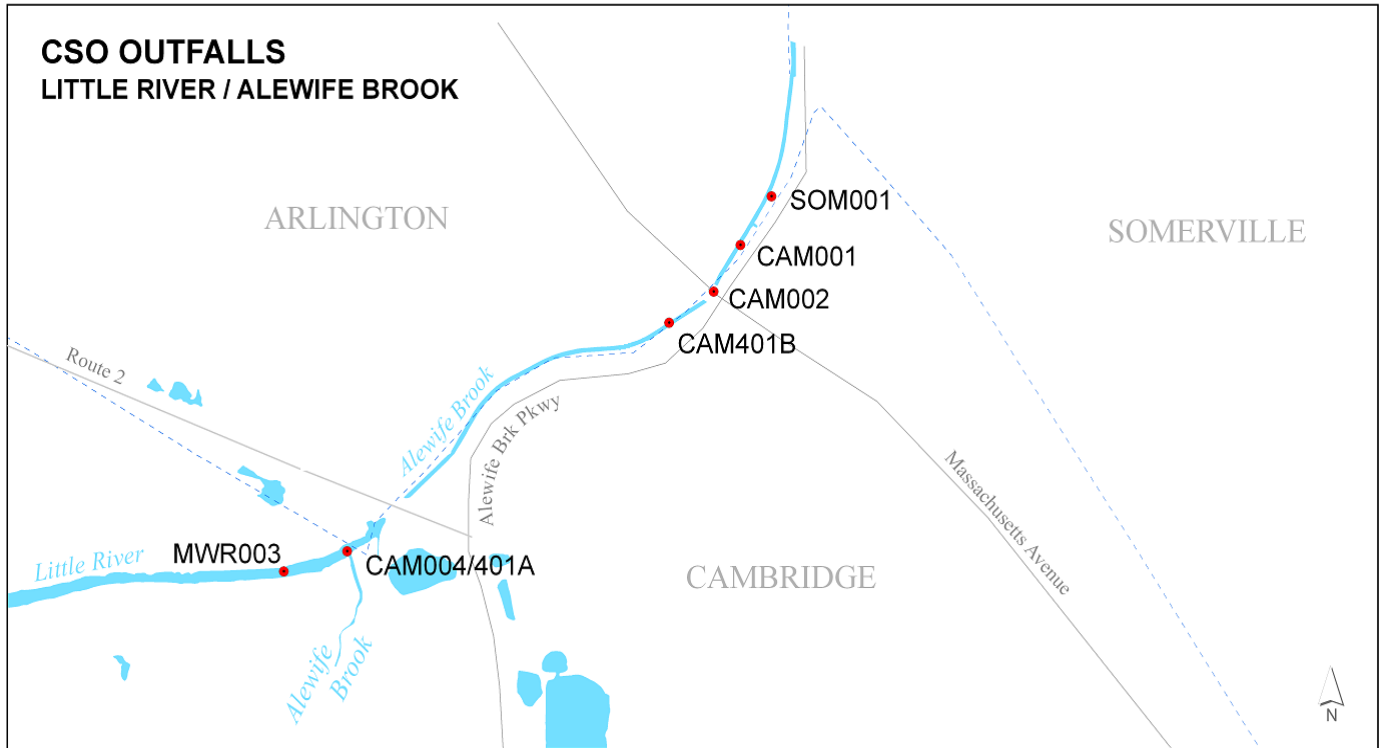 CSO OUTFALLS
LITTLE RIVER / ALEWIFE BROOK
SOM001
ARLINGTON
SOMERVILLE
CAM001
CAM002
CAM401B
Route 2
Alewife Brook
Alewife Brk Pkwy
Massachusetts Avenue
MWR003
Little River
CAM004/401A
CAMBRIDGE
Alewife
Brook
N